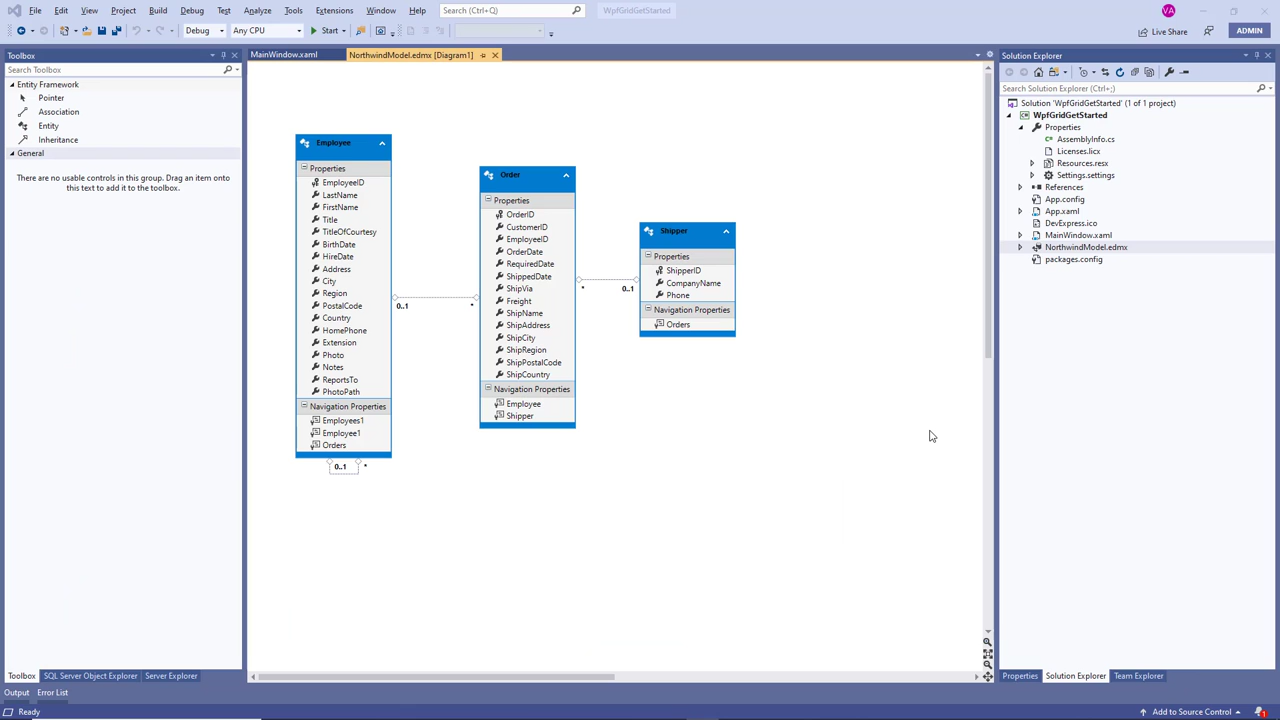 File Edit View Project Build Debug Test Analyze Tools Extensions Window Help Search (Ctrl+Q) WpfGridGetStarted VA
Debug Any CPU Start Live Share ADMIN
Toolbox
Search Toolbox
Entity Framework
Pointer
Association
Entity
Inheritance
General
There are no usable controls in this group. Drag an item onto
this text to add it to the toolbox.
Toolbox SQL Server Object Explorer Server Explorer
MainWindow.xaml NorthwindModel.edmx [Diagram1]
Employee
Properties
EmployeeID
LastName
FirstName
Title
TitleOfCourtesy
BirthDate
HireDate
Address
City
Region
PostalCode
Country
HomePhone
Extension
Photo
Notes
ReportsTo
PhotoPath
Navigation Properties
Employees1
Employee1
Orders
0..1 *
0..1 *
Order
Properties
OrderID
CustomerID
EmployeeID
OrderDate
RequiredDate
ShippedDate
ShipVia
Freight
ShipName
ShipAddress
ShipCity
ShipRegion
ShipPostalCode
ShipCountry
Navigation Properties
Employee
Shipper
* 0..1
Shipper
Properties
ShipperID
CompanyName
Phone
Navigation Properties
Orders
Solution Explorer
Search Solution Explorer (Ctrl+;)
Solution 'WpfGridGetStarted' (1 of 1 project)
WpfGridGetStarted
Properties
AssemblyInfo.cs
Licenses.licx
Resources.resx
Settings.settings
References
App.config
App.xaml
DevExpress.ico
MainWindow.xaml
NorthwindModel.edmx
packages.config
Properties Solution Explorer Team Explorer
Output Error List
Ready Add to Source Control 1